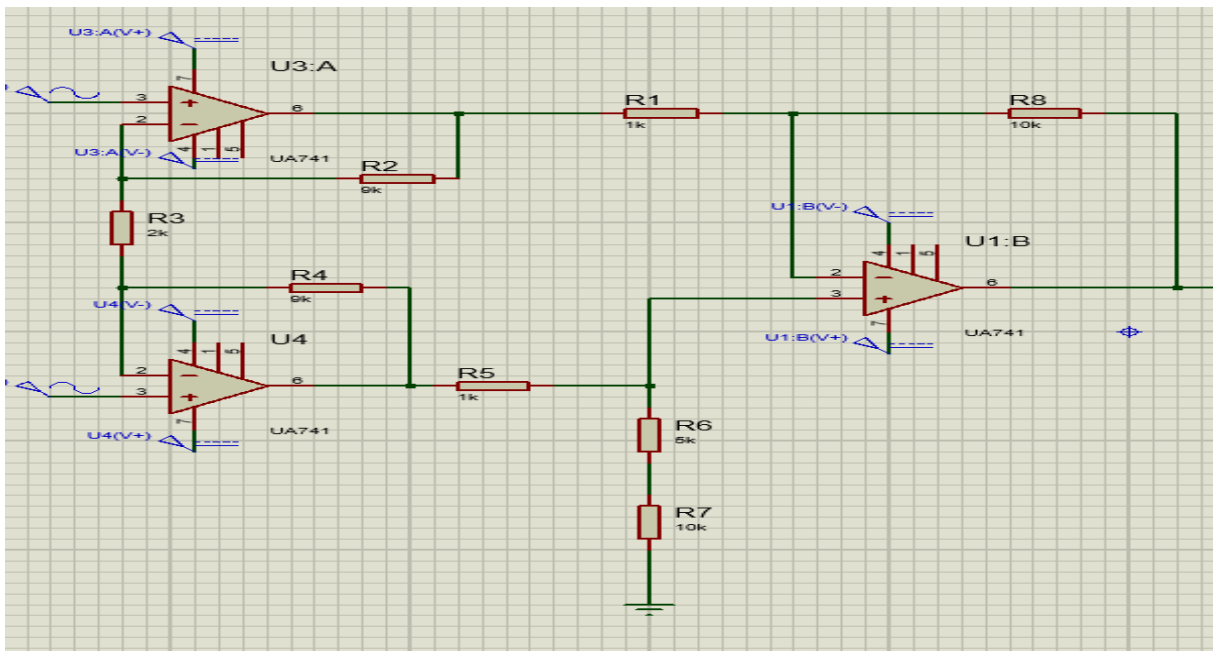 U3:A(V+)
U3:A
7
3
6
R1
R8
2
1k
10k
U3:A(V-)
4
1
5
UA741
R2
9k
R3
2k
U1:B(V-)
U1:B
4
1
5
R4
9k
2
6
3
U4(V-)
U4
7
UA741
U1:B(V+)
4
1
5
2
6
R5
3
1k
U4(V+)
7
UA741
R6
5k
R7
10k